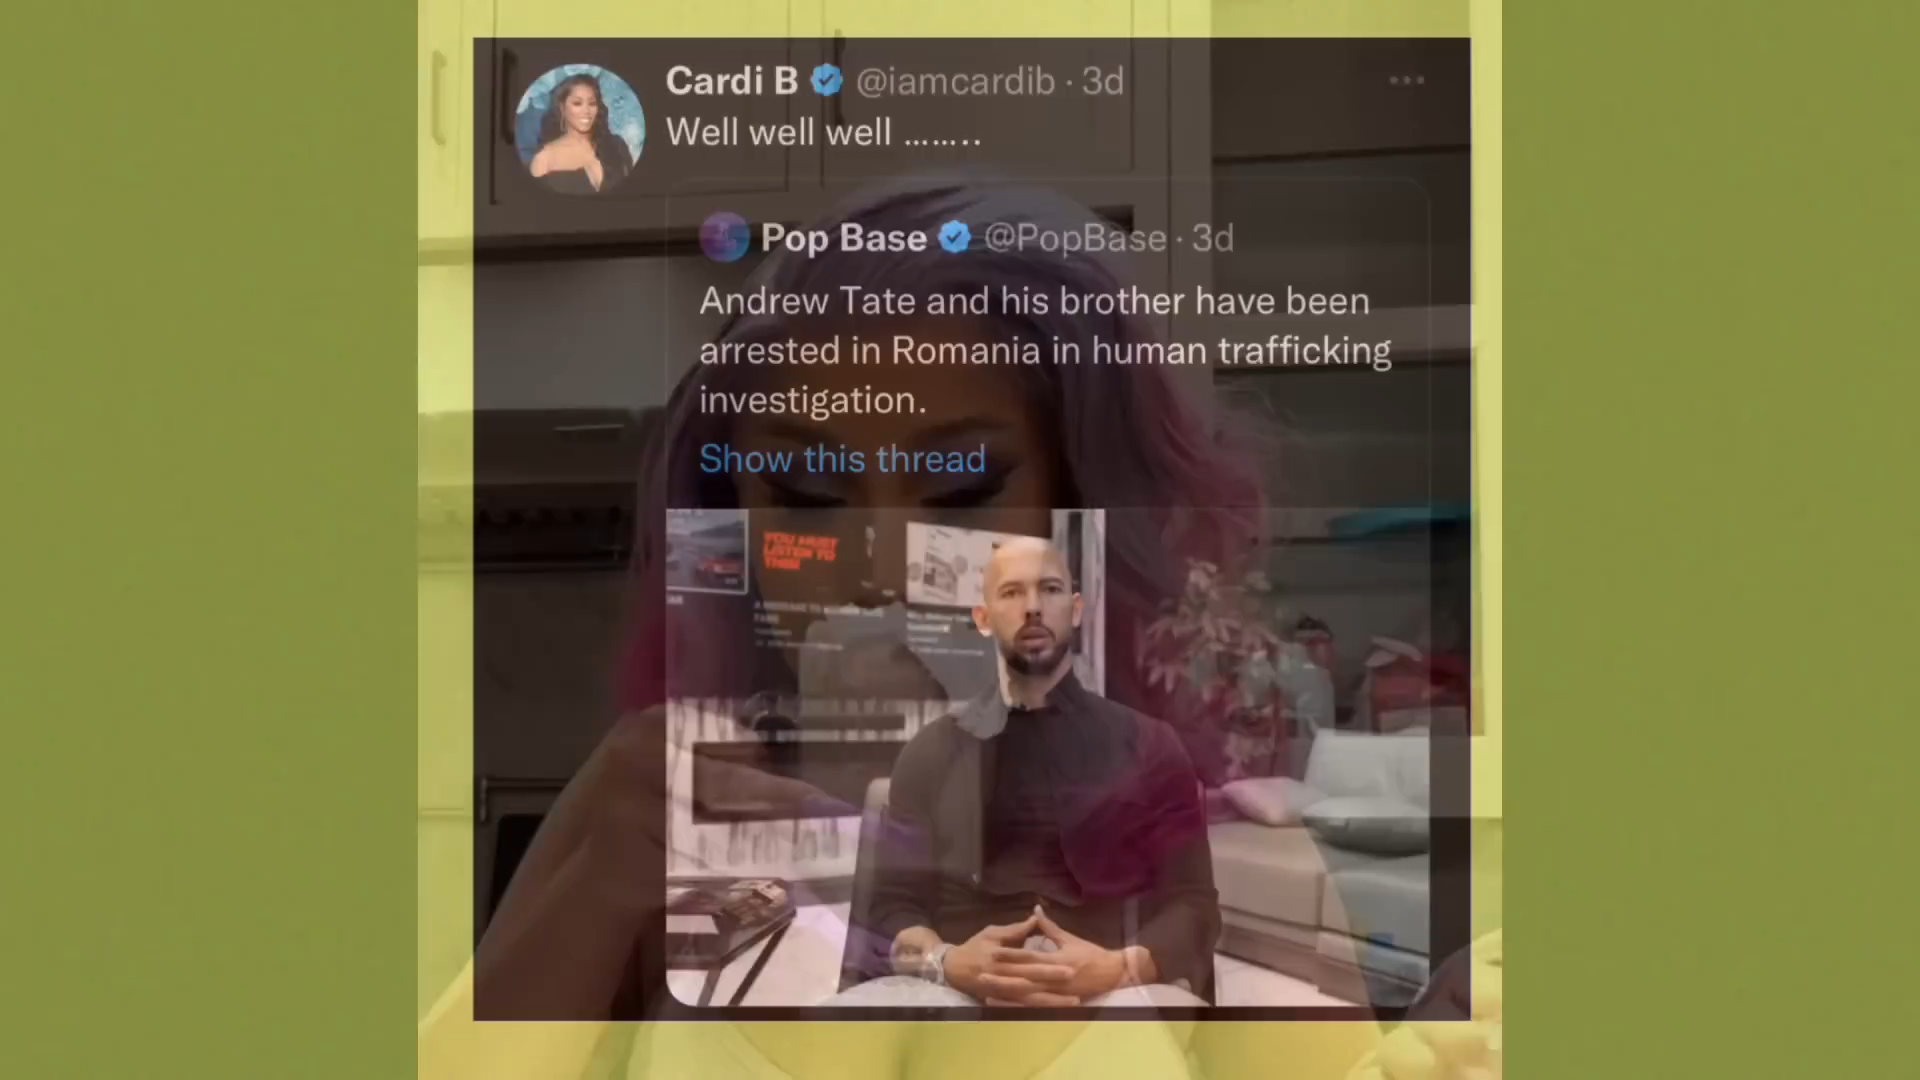 Cardi B @iamcardib · 3d
Well well well ........
Pop Base @PopBase · 3d
Andrew Tate and his brother have been
arrested in Romania in human trafficking
investigation.
Show this thread
YOU MUST
LISTEN TO
THIS